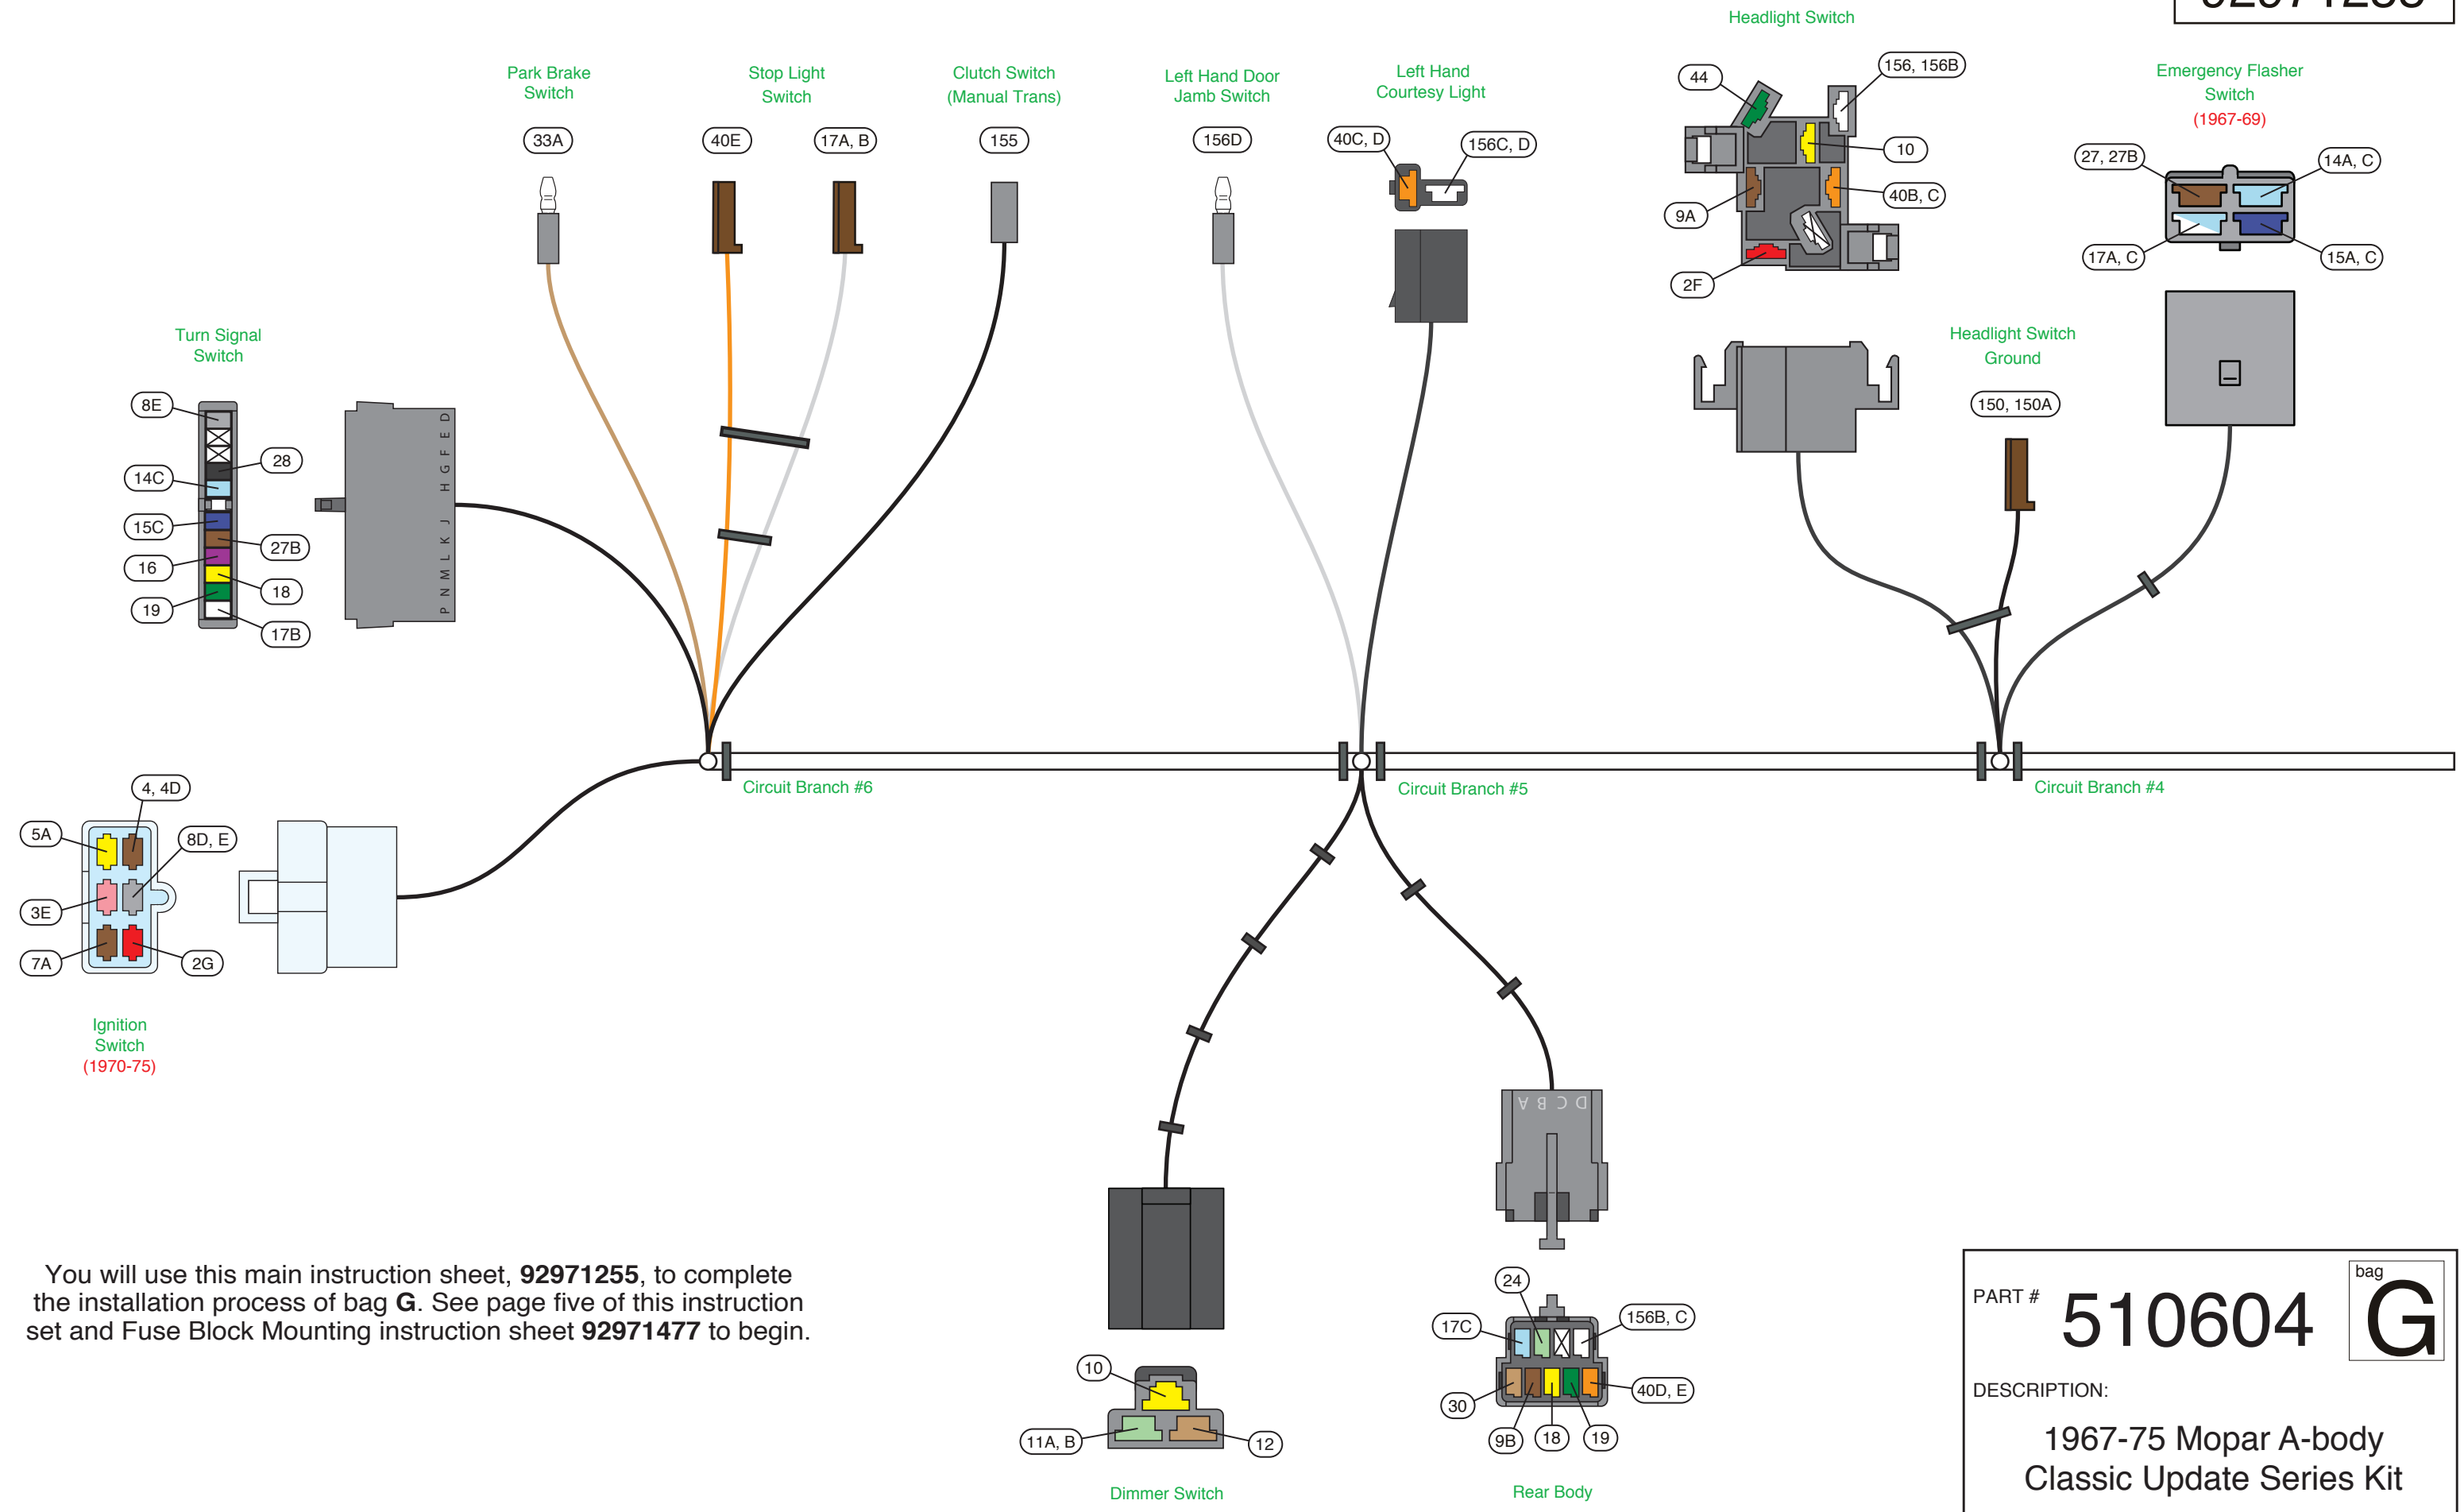 Headlight Switch
Park Brake
Switch
Stop Light
Switch
Clutch Switch
(Manual Trans)
Left Hand Door
Jamb Switch
Left Hand
Courtesy Light
Emergency Flasher
Switch
(1967-69)
33A
40E
17A, B
155
156D
40C, D
156C, D
44
156, 156B
10
9A
40B, C
2F
27, 27B
14A, C
17A, C
15A, C
Turn Signal
Switch
8E
28
14C
15C
27B
16
18
19
17B
P N M L K J H G F E D
Headlight Switch
Ground
150, 150A
Circuit Branch #6
Circuit Branch #5
Circuit Branch #4
4, 4D
5A
8D, E
3E
7A
2G
Ignition
Switch
(1970-75)
D C B A
24
17C
156B, C
30
40D, E
9B
18
19
Rear Body
10
11A, B
12
Dimmer Switch
You will use this main instruction sheet, 92971255, to complete
the installation process of bag G. See page five of this instruction
set and Fuse Block Mounting instruction sheet 92971477 to begin.
PART # 510604
bag
G
DESCRIPTION:
1967-75 Mopar A-body
Classic Update Series Kit